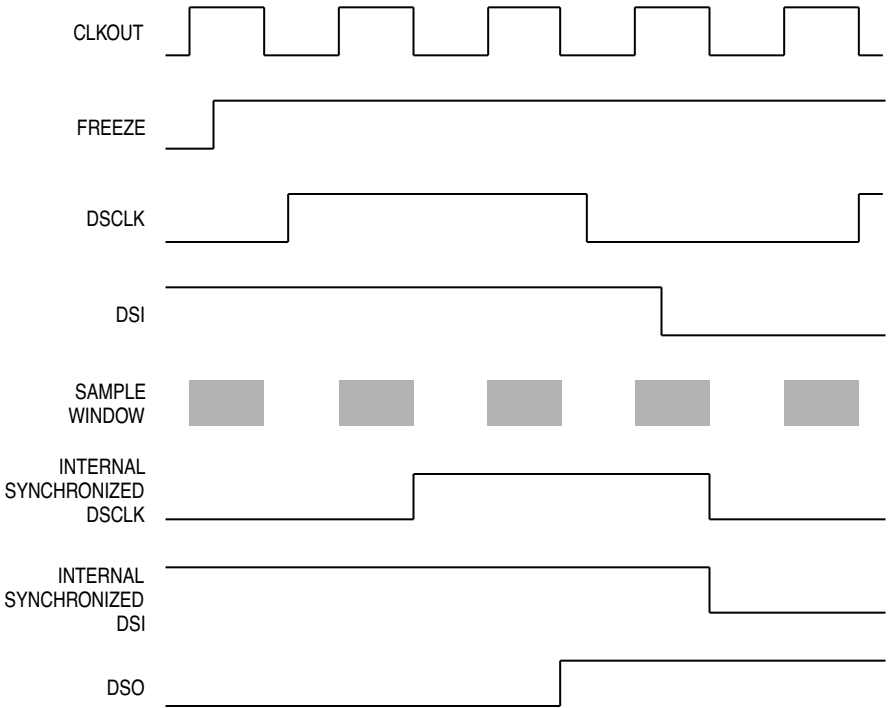 CLKOUT
FREEZE
DSCLK
DSI
SAMPLE
WINDOW
INTERNAL
SYNCHRONIZED
DSCLK
INTERNAL
SYNCHRONIZED
DSI
DSO